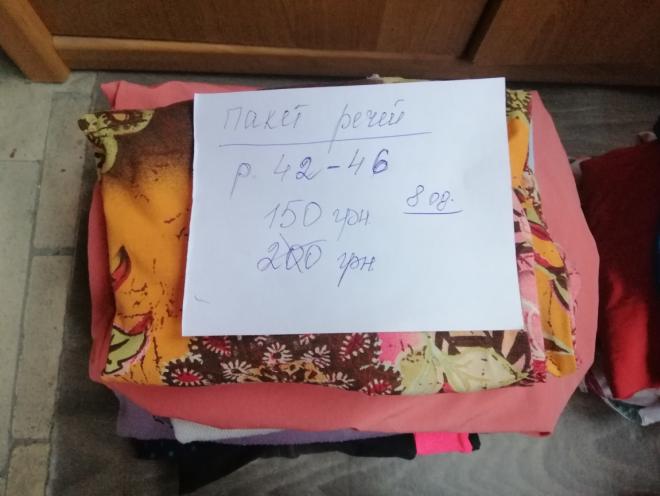 Пакет речей
р. 42-46
150 грн
8 од.
200 грн